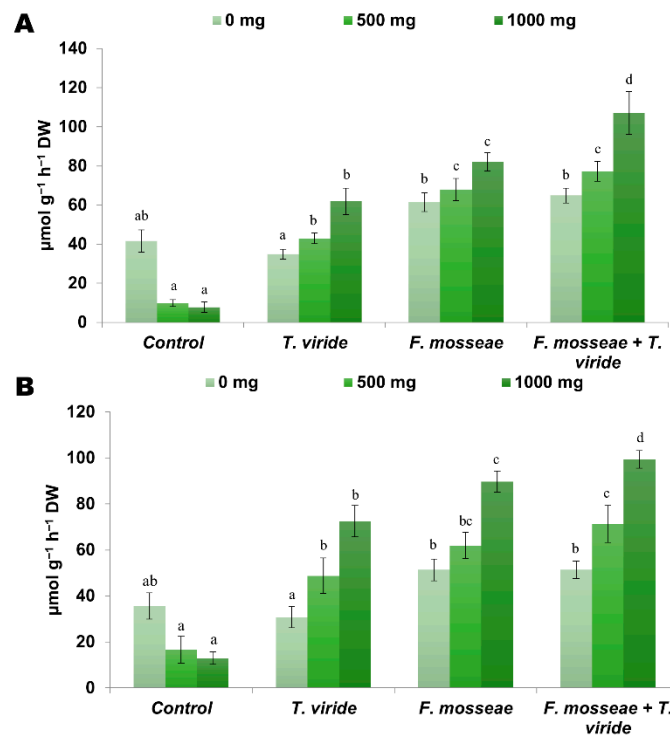 A
0 mg 500 mg 1000 mg
140
120
100
80
60
40
20
0
µmol g⁻¹ h⁻¹ DW
ab a a a b b b c c b c d
Control T. viride F. mosseae F. mosseae + T. viride
B
0 mg 500 mg 1000 mg
120
100
80
60
40
20
0
µmol g⁻¹ h⁻¹ DW
ab a a a b b b bc c b c d
Control T. viride F. mosseae F. mosseae + T. viride